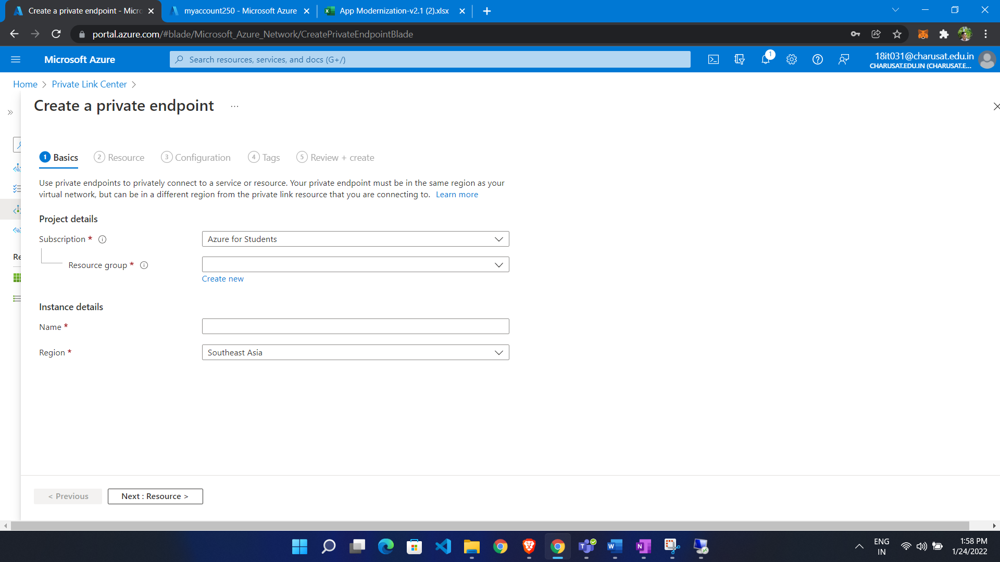 Create a private endpoint - Micro
myaccount250 - Microsoft Azure
App Modernization-v2.1 (2).xlsx
portal.azure.com/#blade/Microsoft_Azure_Network/CreatePrivateEndpointBlade
Microsoft Azure
Search resources, services, and docs (G+/)
1
18it031@charusat.edu.in
CHARUSAT.EDU.IN (CHARUSAT.E...
Home > Private Link Center >
Create a private endpoint ...
1 Basics
2 Resource
3 Configuration
4 Tags
5 Review + create
Use private endpoints to privately connect to a service or resource. Your private endpoint must be in the same region as your
virtual network, but can be in a different region from the private link resource that you are connecting to. Learn more
Project details
Subscription *
Azure for Students
Re
Resource group *
Create new
Instance details
Name *
Region *
Southeast Asia
< Previous
Next : Resource >
ENG
IN
1:58 PM
1/24/2022